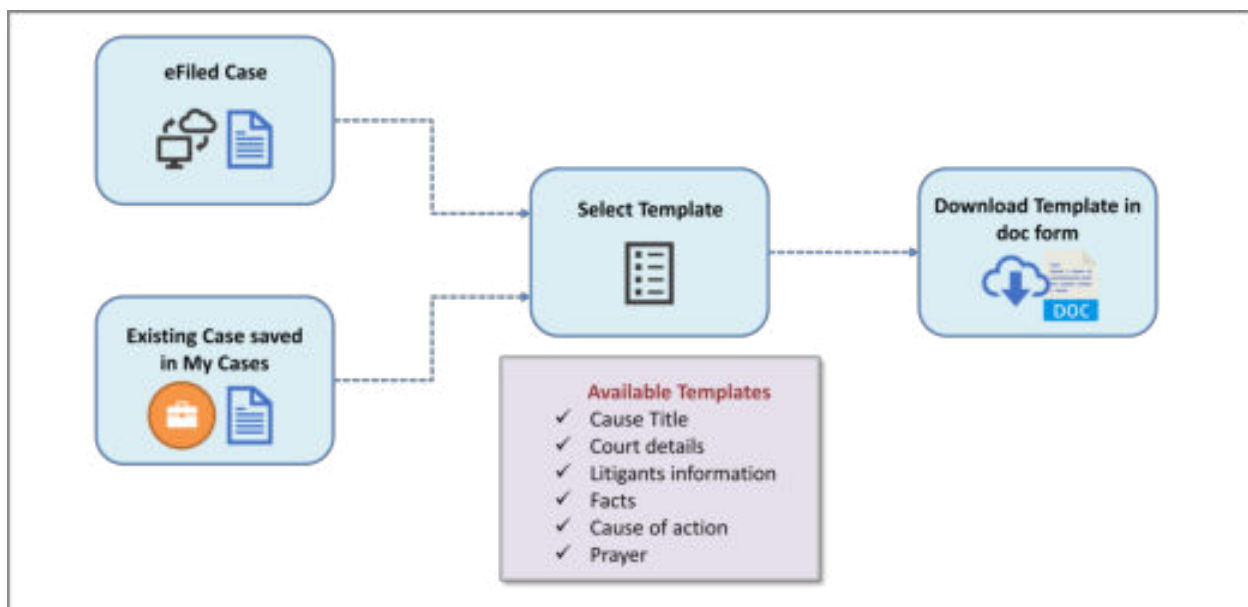 eFiled Case
Select Template
Download Template in
doc form
DOC
Existing Case saved
in My Cases
Available Templates
✓ Cause Title
✓ Court details
✓ Litigants information
✓ Facts
✓ Cause of action
✓ Prayer